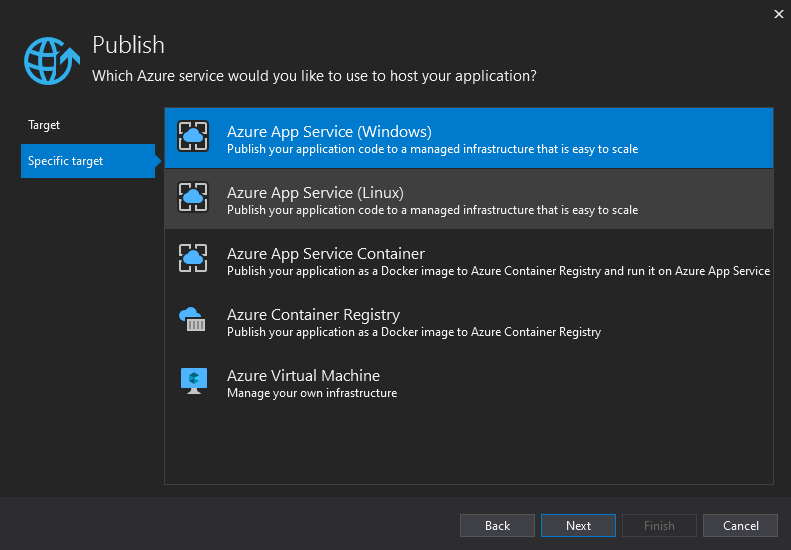 Publish
Which Azure service would you like to use to host your application?
Target
Specific target
Azure App Service (Windows)
Publish your application code to a managed infrastructure that is easy to scale
Azure App Service (Linux)
Publish your application code to a managed infrastructure that is easy to scale
Azure App Service Container
Publish your application as a Docker image to Azure Container Registry and run it on Azure App Service
Azure Container Registry
Publish your application as a Docker image to Azure Container Registry
Azure Virtual Machine
Manage your own infrastructure
Back
Next
Finish
Cancel